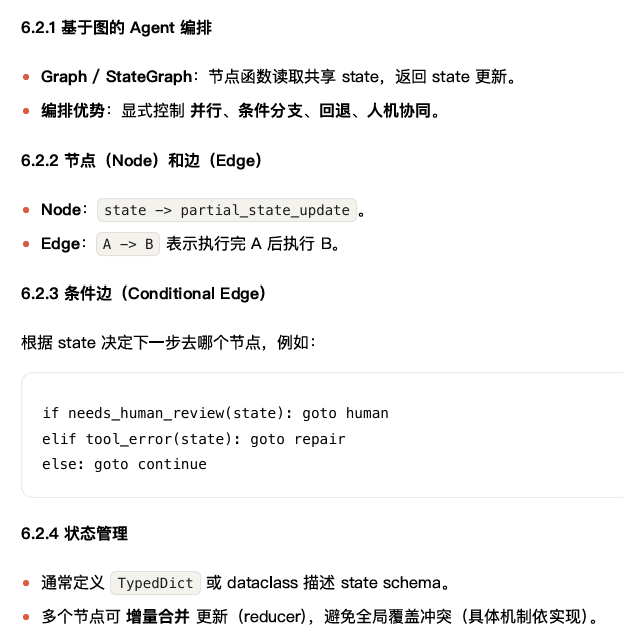 6.2.1 基于图的 Agent 编排
Graph / StateGraph：节点函数读取共享 state，返回 state 更新。
编排优势：显式控制 并行、条件分支、回退、人机协同。
6.2.2 节点（Node）和边（Edge）
Node：state -> partial_state_update。
Edge：A -> B 表示执行完 A 后执行 B。
6.2.3 条件边（Conditional Edge）
根据 state 决定下一步去哪个节点，例如：
if needs_human_review(state): goto human
elif tool_error(state): goto repair
else: goto continue
6.2.4 状态管理
通常定义 TypedDict 或 dataclass 描述 state schema。
多个节点可 增量合并 更新（reducer），避免全局覆盖冲突（具体机制依实现）。